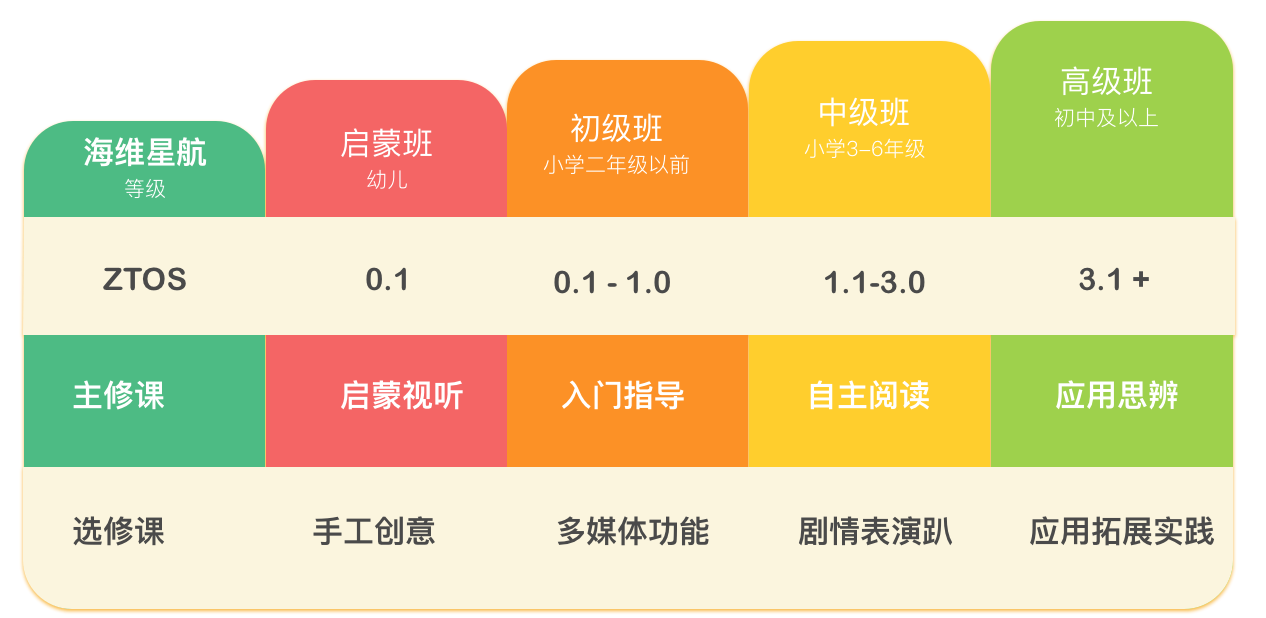 海维星航
等级
启蒙班
幼儿
初级班
小学二年级以前
中级班
小学3-6年级
高级班
初中及以上
ZTOS
0.1
0.1 - 1.0
1.1-3.0
3.1 +
主修课
启蒙视听
入门指导
自主阅读
应用思辨
选修课
手工创意
多媒体功能
剧情表演趴
应用拓展实践